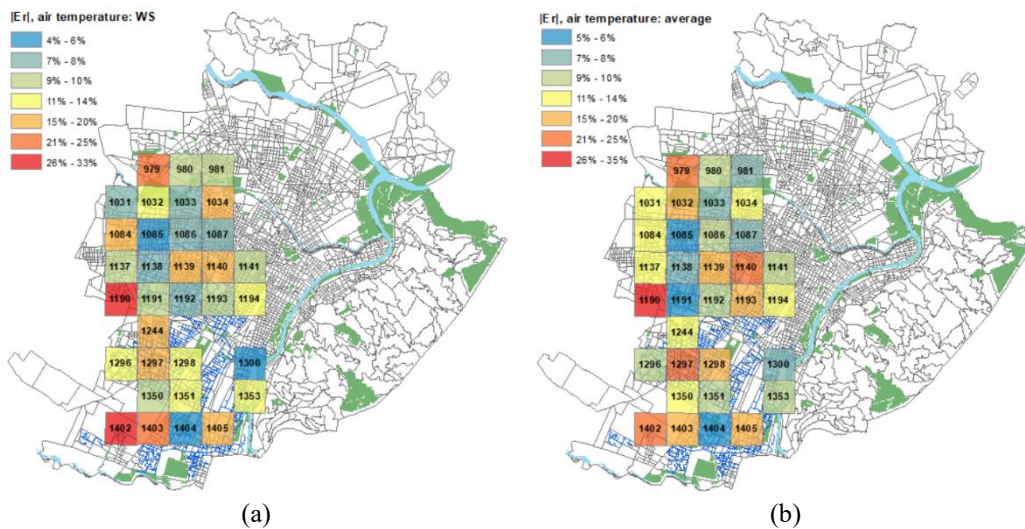 |Er|, air temperature: WS
4% - 6%
7% - 8%
9% - 10%
11% - 14%
15% - 20%
21% - 25%
26% - 33%
979 980 981
1031 1032 1033 1034
1084 1085 1086 1087
1137 1138 1139 1140 1141
1190 1191 1192 1193 1194
1244
1296 1297 1298 1300
1350 1351 1353
1402 1403 1404 1405
(a)
|Er|, air temperature: average
5% - 6%
7% - 8%
9% - 10%
11% - 14%
15% - 20%
21% - 25%
26% - 35%
979 980 981
1031 1032 1033 1034
1084 1085 1086 1087
1137 1138 1139 1140 1141
1190 1191 1192 1193 1194
1244
1296 1297 1298 1300
1350 1351 1353
1402 1403 1404 1405
(b)